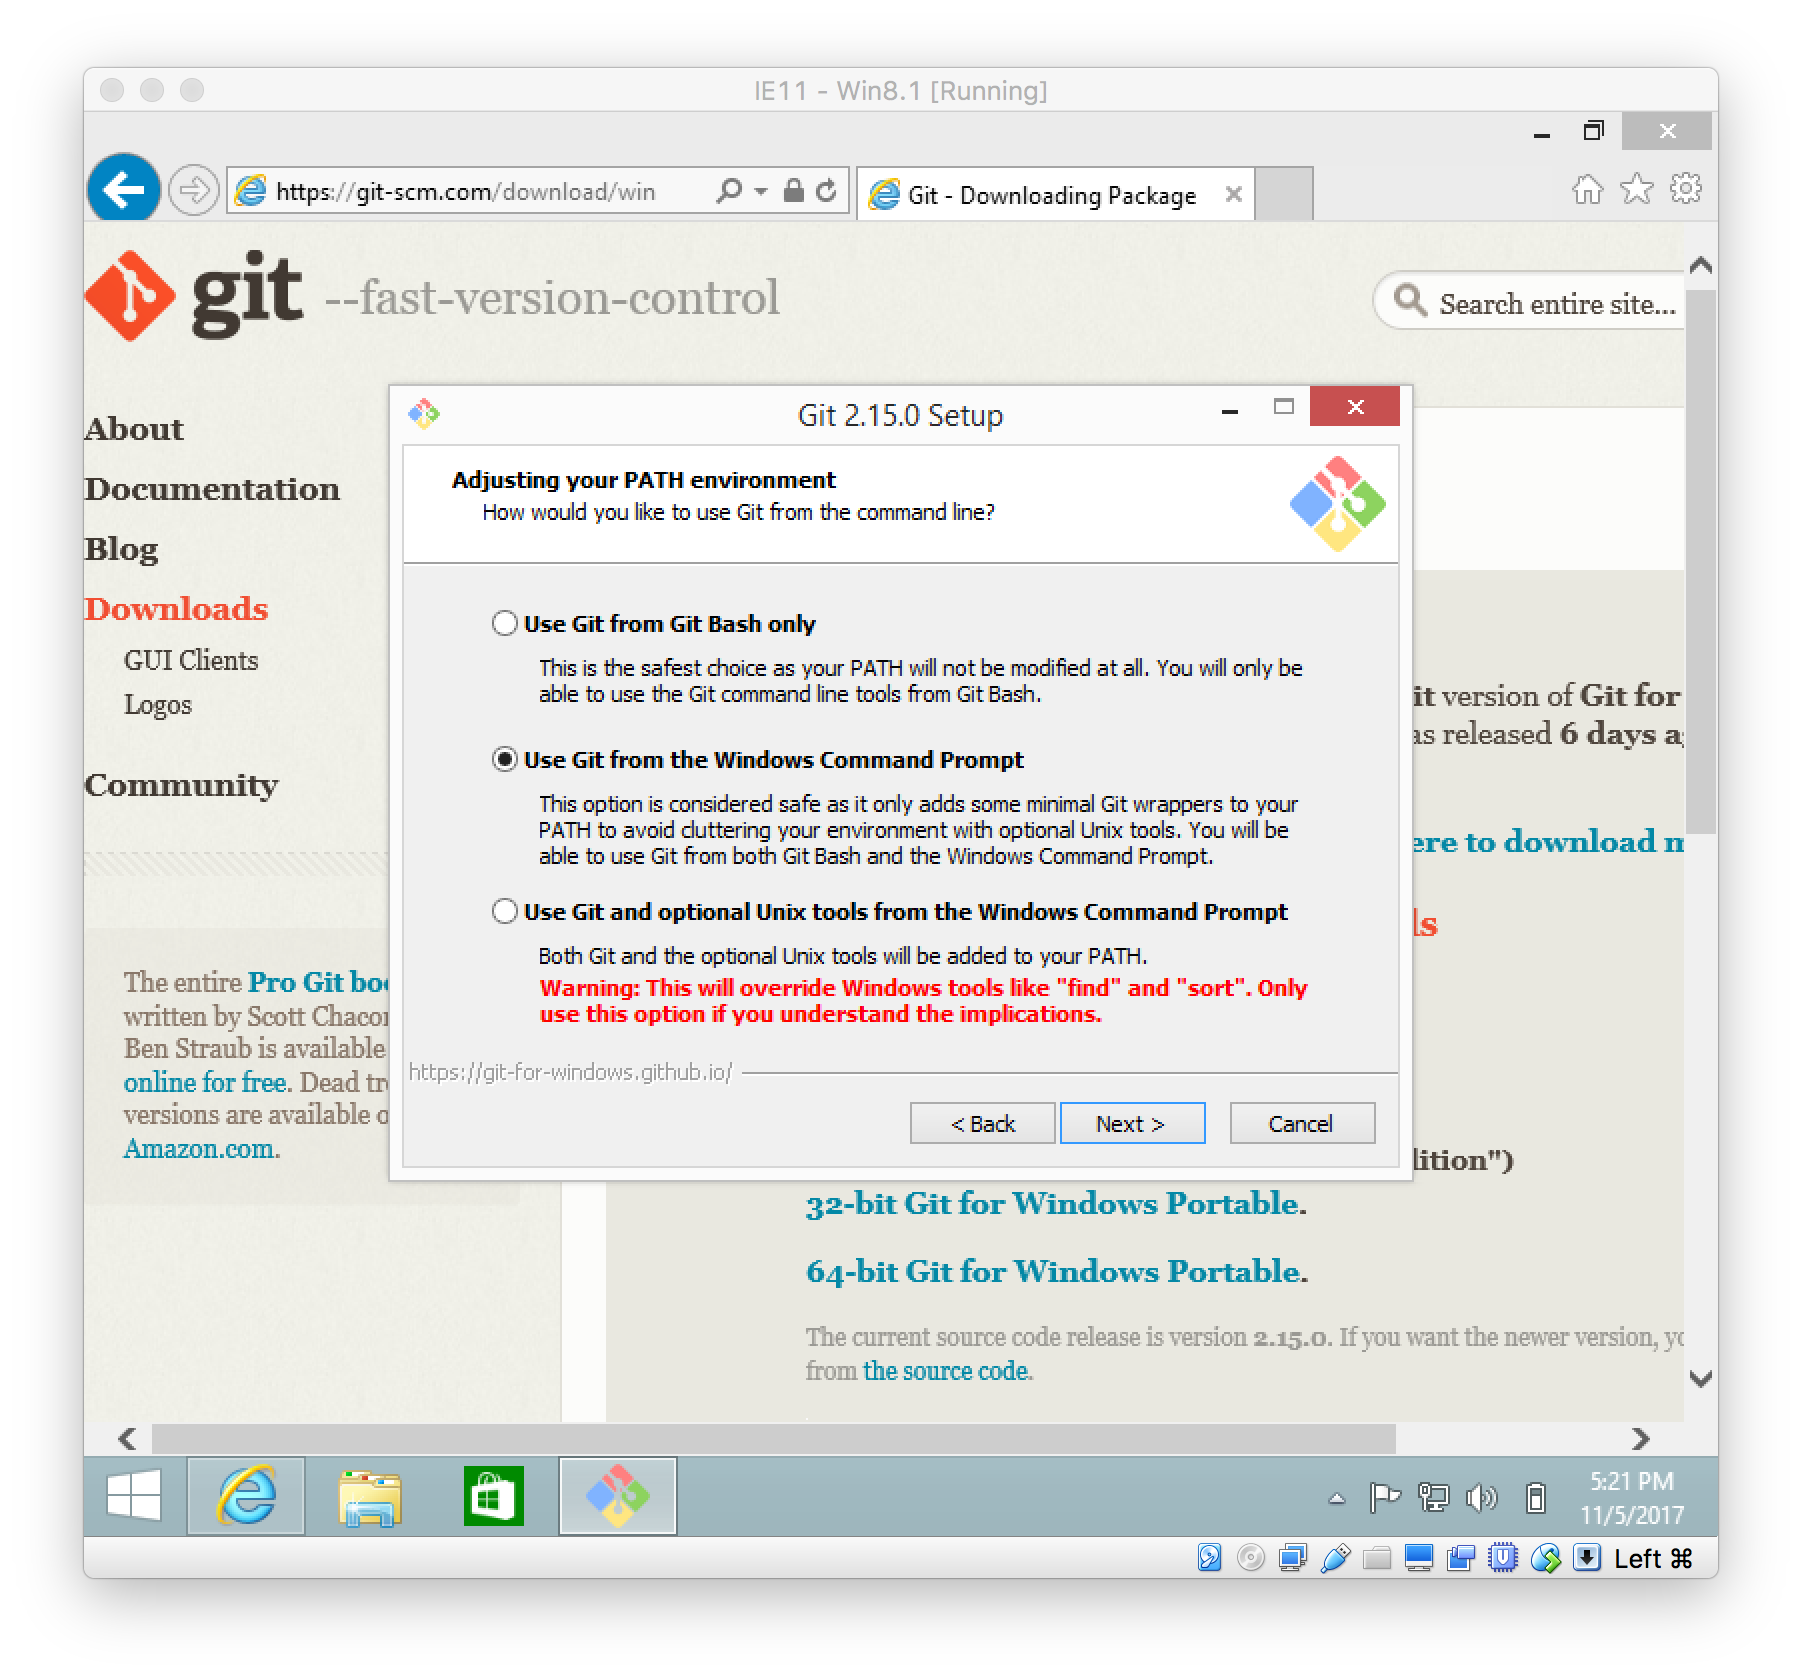 IE11 - Win8.1 [Running]
https://git-scm.com/download/win
Git - Downloading Package
git --fast-version-control
Search entire site...
About
Documentation
Blog
Downloads
GUI Clients
Logos
Community
The entire Pro Git
written by Scott
Ben Straub is available
online for free. Dead
versions are available
Amazon.com.
Git 2.15.0 Setup
Adjusting your PATH environment
How would you like to use Git from the command line?
Use Git from Git Bash only
This is the safest choice as your PATH will not be modified at all. You will only be
able to use the Git command line tools from Git Bash.
Use Git from the Windows Command Prompt
This option is considered safe as it only adds some minimal Git wrappers to your
PATH to avoid cluttering your environment with optional Unix tools. You will be
able to use Git from both Git Bash and the Windows Command Prompt.
Use Git and optional Unix tools from the Windows Command Prompt
Both Git and the optional Unix tools will be added to your PATH.
Warning: This will override Windows tools like "find" and "sort". Only
use this option if you understand the implications.
https://git-for-windows.github.io/
< Back
Next >
Cancel
version of Git for
released 6 days
to download
32-bit Git for Windows Portable.
64-bit Git for Windows Portable.
The current source code release is version 2.15.0. If you want the newer version,
from the source code.
5:21 PM
11/5/2017
Left ⌘